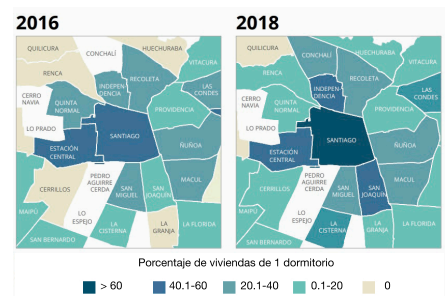 2016
QUILICURA
CONCHALÍ
HUECHURABA
VITACURA
RENCA
RECOLETA
LAS
CONDES
INDEPEN
DENCIA
CERRO
NAVIA
QUINTA
NORMAL
PROVIDENCIA
LO PRADO
SANTIAGO
ÑUÑOA
ESTACIÓN
CENTRAL
PEDRO
AGUIRRE
CERDA
CERRILLOS
SAN
MIGUEL
SAN
JOAQUÍN
MACUL
MAIPÚ
LO
ESPEJO
LA
CISTERNA
LA
GRANJA
LA FLORIDA
SAN BERNARDO
2018
QUILICURA
CONCHALÍ
HUECHURABA
VITACURA
RENCA
RECOLETA
LAS
CONDES
INDEPEN
DENCIA
CERRO
NAVIA
QUINTA
NORMAL
PROVIDENCIA
LO PRADO
SANTIAGO
ÑUÑOA
ESTACIÓN
CENTRAL
PEDRO
AGUIRRE
CERDA
CERRILLOS
SAN
MIGUEL
SAN
JOAQUÍN
MACUL
MAIPÚ
LO
ESPEJO
LA
CISTERNA
LA
GRANJA
LA FLORIDA
SAN BERNARDO
Porcentaje de viviendas de 1 dormitorio
> 60 40.1-60 20.1-40 0.1-20 0